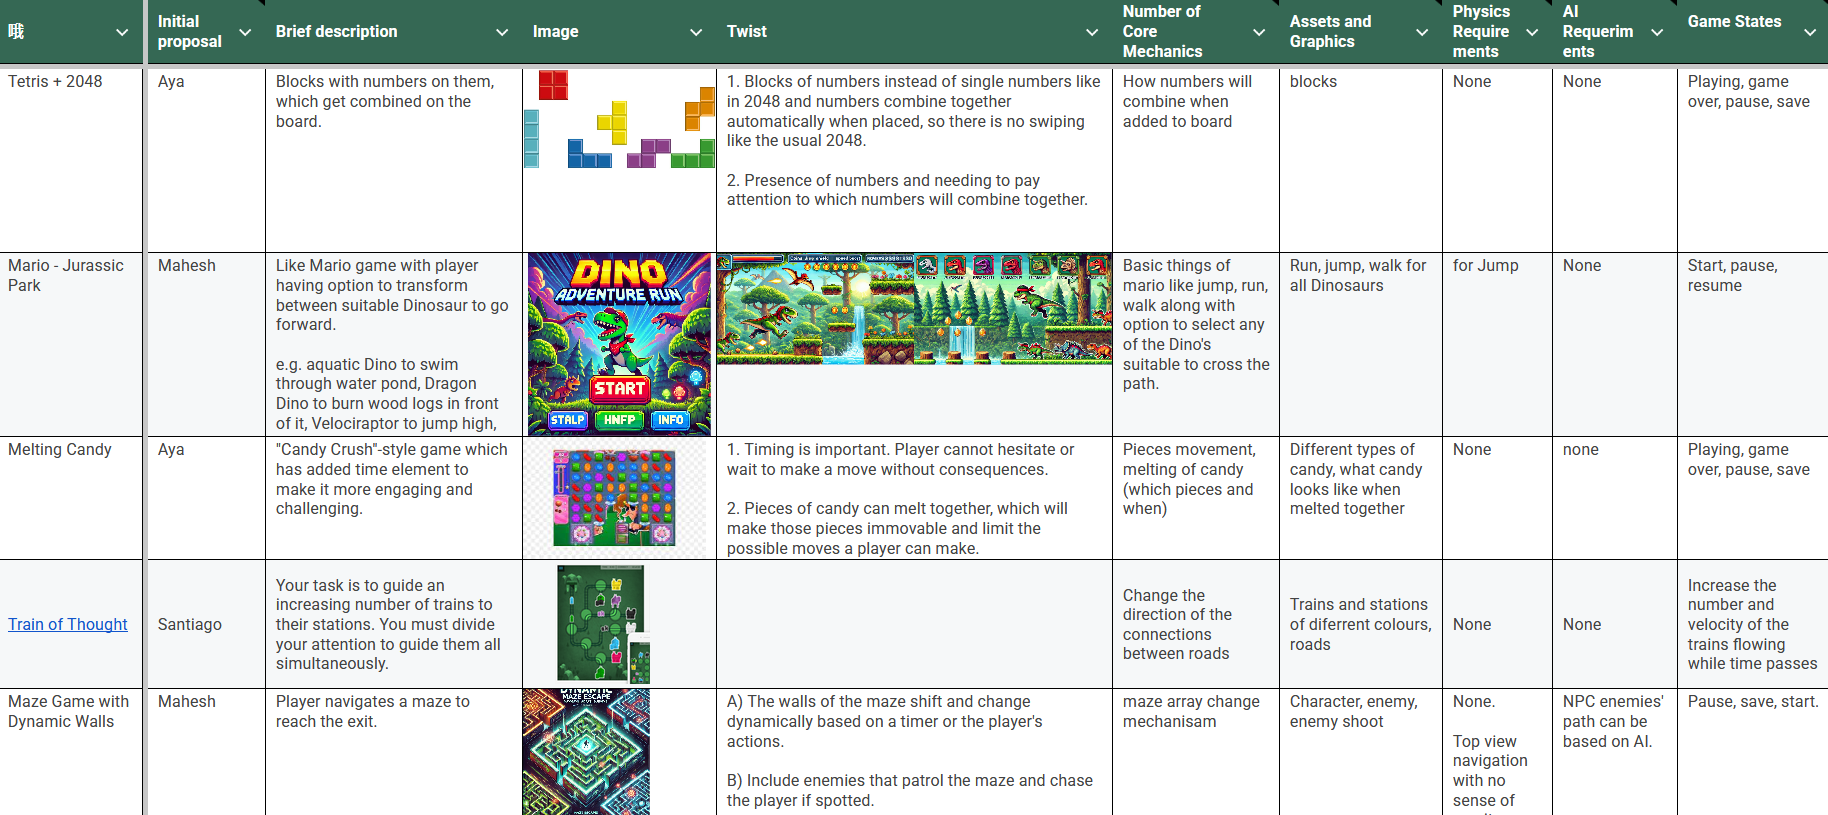 哦
Initial
proposal
Brief description
Image
Twist
Number of
Core
Mechanics
Assets and
Graphics
Physics
Require
ments
AI
Requerim
ents
Game States
Tetris + 2048
Aya
Blocks with numbers on them,
which get combined on the
board.
1. Blocks of numbers instead of single numbers like
in 2048 and numbers combine together
automatically when placed, so there is no swiping
like the usual 2048.
2. Presence of numbers and needing to pay
attention to which numbers will combine together.
How numbers will
combine when
added to board
blocks
None
None
Playing, game
over, pause, save
Mario - Jurassic
Park
Mahesh
Like Mario game with player
having option to transform
between suitable Dinosaur to go
forward.
e.g. aquatic Dino to swim
through water pond, Dragon
Dino to burn wood logs in front
of it, Velociraptor to jump high,
DINO
ADVENTURE RUN
START
STALP
HNFP
INFO
Basic things of
mario like jump, run,
walk along with
option to select any
of the Dino's
suitable to cross the
path.
Run, jump, walk for
all Dinosaurs
for Jump
None
Start, pause,
resume
Melting Candy
Aya
"Candy Crush"-style game which
has added time element to
make it more engaging and
challenging.
1. Timing is important. Player cannot hesitate or
wait to make a move without consequences.
2. Pieces of candy can melt together, which will
make those pieces immovable and limit the
possible moves a player can make.
Pieces movement,
melting of candy
(which pieces and
when)
Different types of
candy, what candy
looks like when
melted together
None
none
Playing, game
over, pause, save
Train of Thought
Santiago
Your task is to guide an
increasing number of trains to
their stations. You must divide
your attention to guide them all
simultaneously.
Change the
direction of the
connections
between roads
Trains and stations
of diferrent colours,
roads
None
None
Increase the
number and
velocity of the
trains flowing
while time passes
Maze Game with
Dynamic Walls
Mahesh
Player navigates a maze to
reach the exit.
DYNAMIC
MAZE ESCAPE
A) The walls of the maze shift and change
dynamically based on a timer or the player's
actions.
B) Include enemies that patrol the maze and chase
the player if spotted.
maze array change
mechanisam
Character, enemy,
enemy shoot
None.
Top view
navigation
with no
sense of
NPC enemies'
path can be
based on AI.
Pause, save, start.